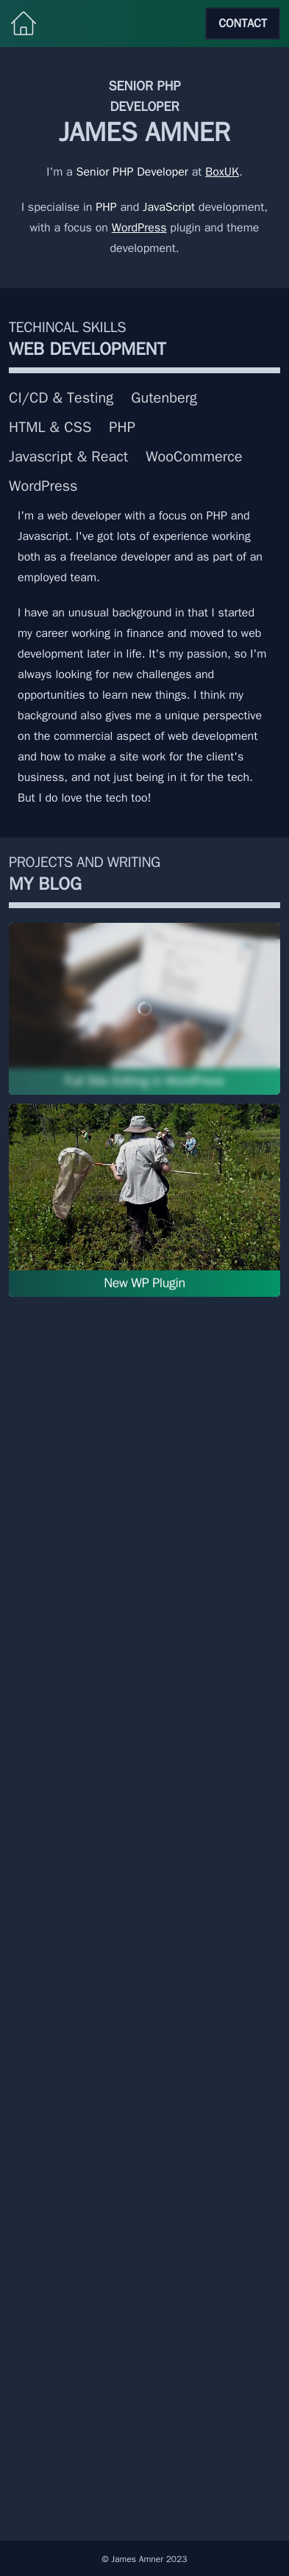 CONTACT
SENIOR PHP
DEVELOPER
JAMES AMNER
I'm a Senior PHP Developer at BoxUK.
I specialise in PHP and JavaScript development,
with a focus on WordPress plugin and theme
development.
TECHINCAL SKILLS
WEB DEVELOPMENT
CI/CD & Testing Gutenberg
HTML & CSS PHP
Javascript & React WooCommerce
WordPress
I'm a web developer with a focus on PHP and
Javascript. I've got lots of experience working
both as a freelance developer and as part of an
employed team.
I have an unusual background in that I started
my career working in finance and moved to web
development later in life. It's my passion, so I'm
always looking for new challenges and
opportunities to learn new things. I think my
background also gives me a unique perspective
on the commercial aspect of web development
and how to make a site work for the client's
business, and not just being in it for the tech.
But I do love the tech too!
PROJECTS AND WRITING
MY BLOG
New WP Plugin
© James Amner 2023